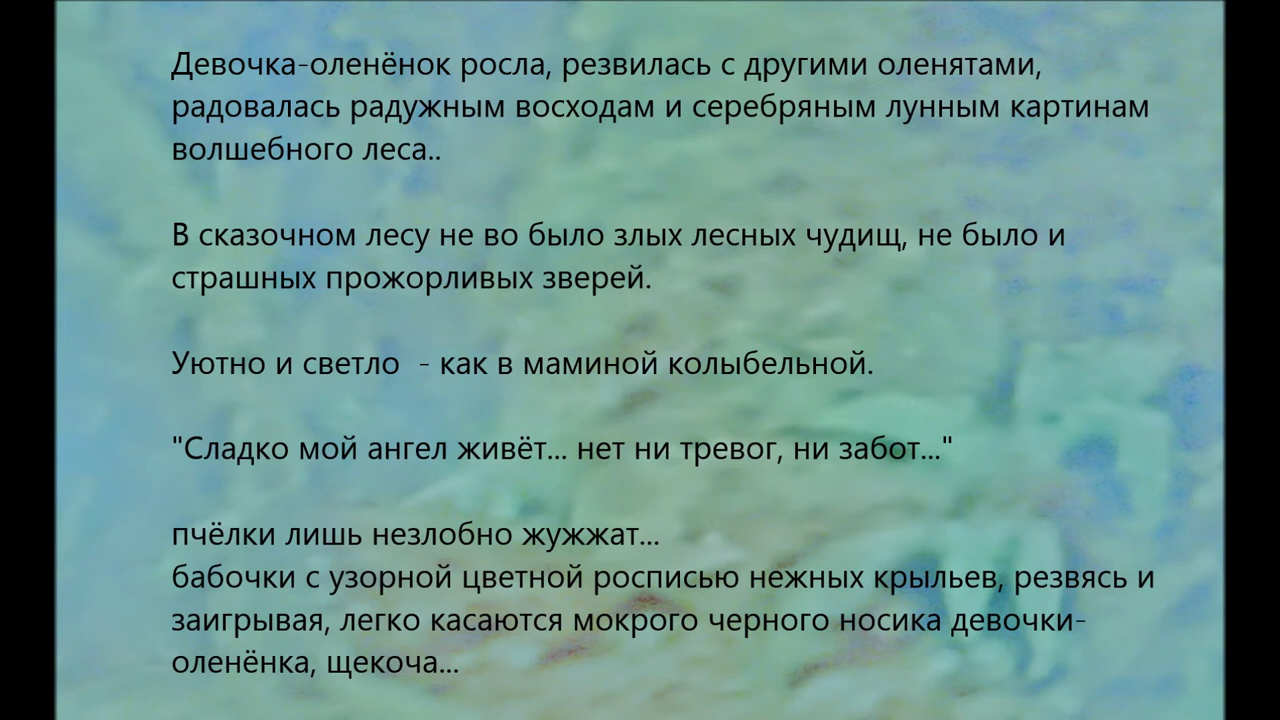 Девочка-оленёнок росла, резвилась с другими оленятами,
радовалась радужным восходам и серебряным лунным картинам
волшебного леса..
В сказочном лесу не во было злых лесных чудищ, не было и
страшных прожорливых зверей.
Уютно и светло  - как в маминой колыбельной.
"Сладко мой ангел живёт... нет ни тревог, ни забот..."
пчёлки лишь незлобно жужжат...
бабочки с узорной цветной росписью нежных крыльев, резвясь и
заигрывая, легко касаются мокрого черного носика девочки-
оленёнка, щекоча...